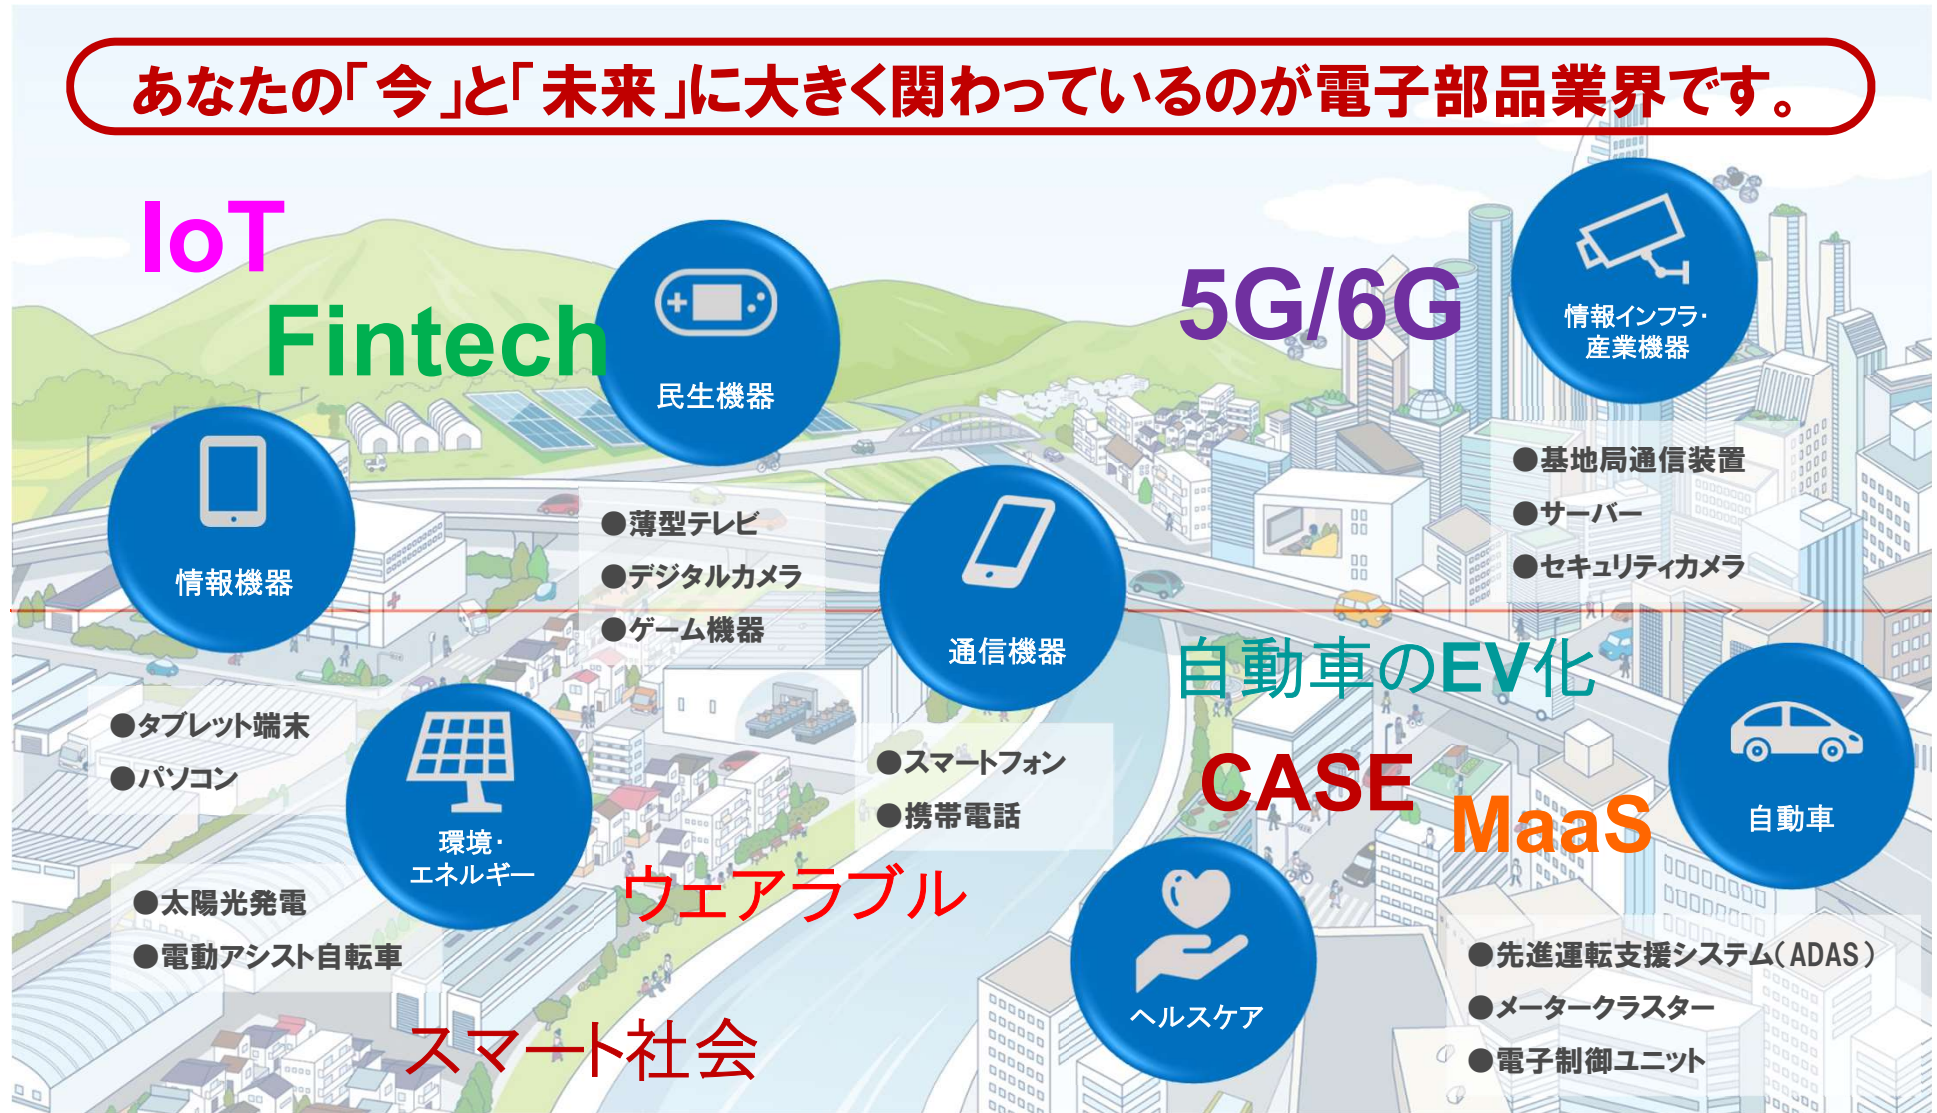 あなたの「今」と「未来」に大きく関わっているのが電子部品業界です。
IoT
Fintech
民生機器
●薄型テレビ
●デジタルカメラ
●ゲーム機器
5G/6G
情報インフラ・
産業機器
●基地局通信装置
●サーバー
●セキュリティカメラ
情報機器
●タブレット端末
●パソコン
通信機器
●スマートフォン
●携帯電話
自動車のEV化
CASE
MaaS
自動車
●先進運転支援システム(ADAS)
●メータークラスター
●電子制御ユニット
環境・
エネルギー
●太陽光発電
●電動アシスト自転車
ウェアラブル
ヘルスケア
スマート社会